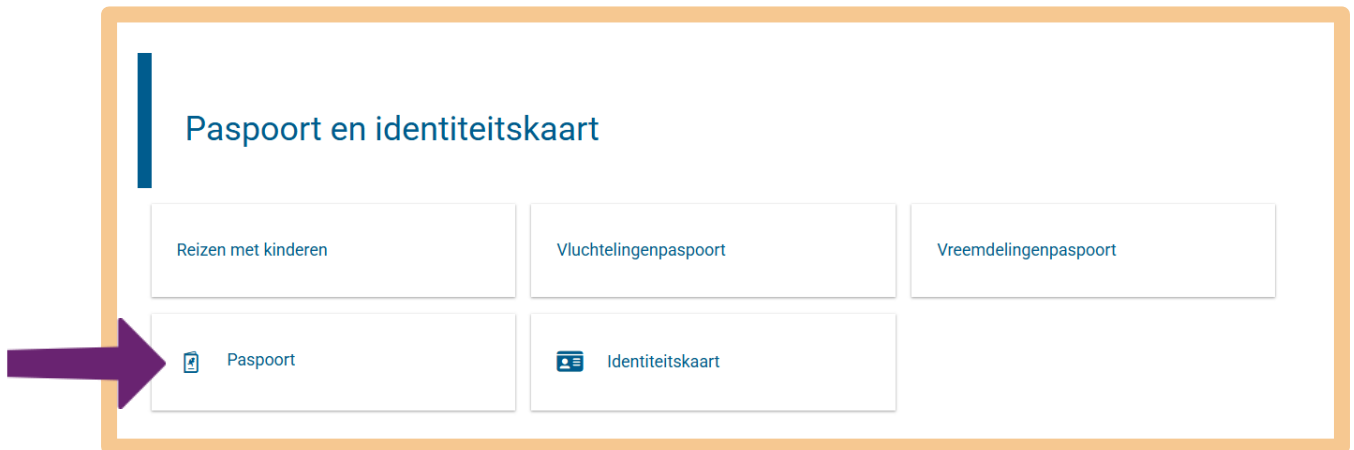 Paspoort en identiteitskaart
Reizen met kinderen
Vluchtelingenpaspoort
Vreemdelingenpaspoort
Paspoort
Identiteitskaart